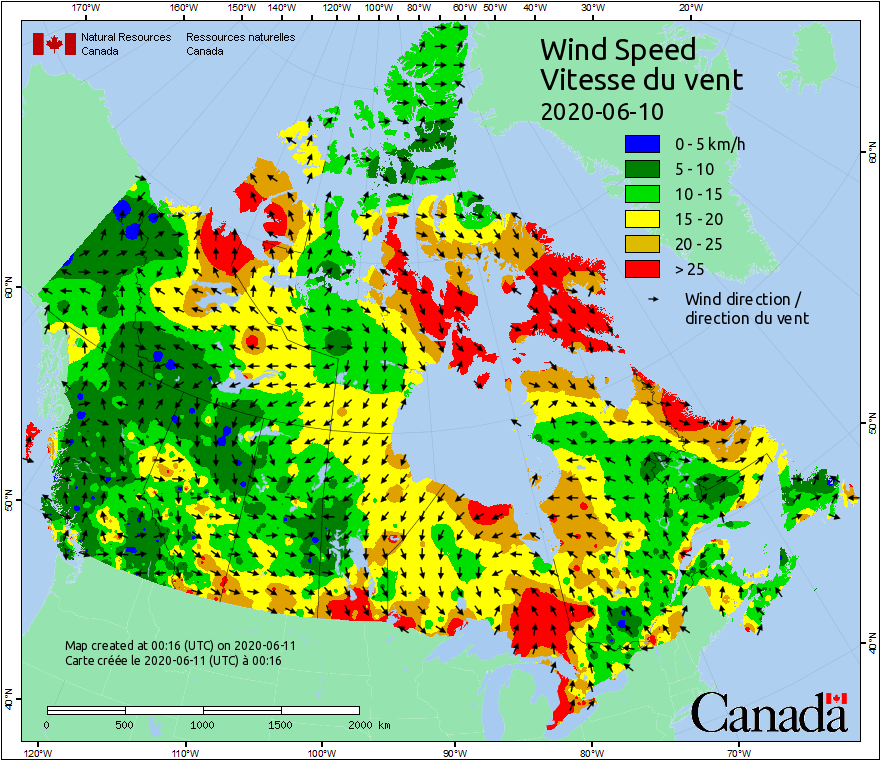 170°W 160°W 150°W 140°W 130°W 120°W 110°W 100°W 90°W 80°W 70°W 60°W 50°W 40°W 30°W 20°W
Natural Resources Canada
Ressources naturelles Canada
Wind Speed
Vitesse du vent
2020-06-10
0 - 5 km/h
5 - 10
10 - 15
15 - 20
20 - 25
> 25
Wind direction /
direction du vent
60°N
60°N
50°N
50°N
40°N
40°N
Map created at 00:16 (UTC) on 2020-06-11
Carte créée le 2020-06-11 (UTC) à 00:16
0 500 1000 1500 2000 km
Canada
120°W 110°W 100°W 90°W 80°W 70°W